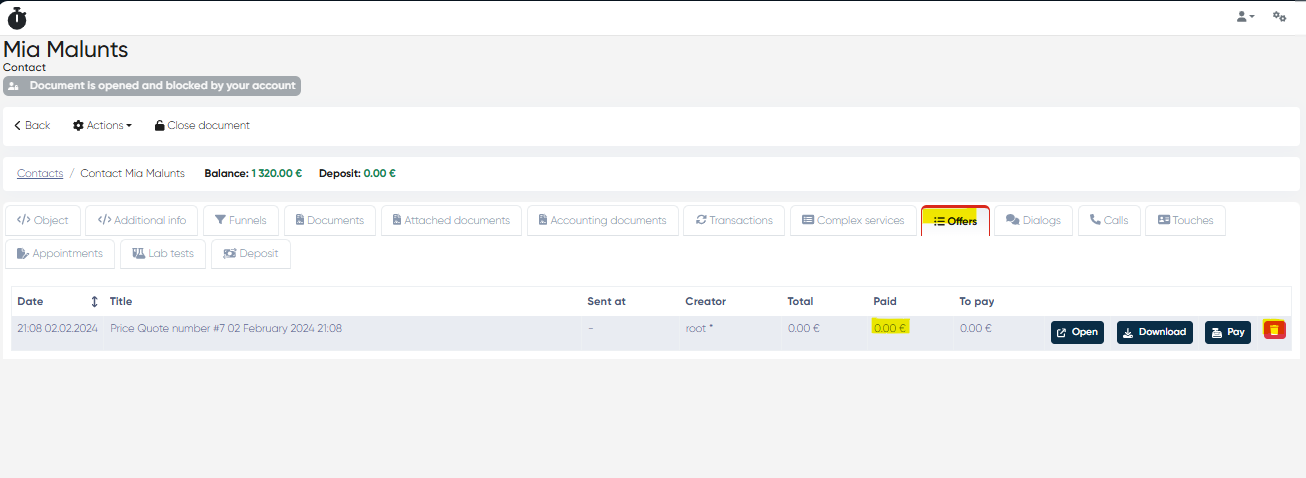 Mia Malunts
Contact
Document is opened and blocked by your account
Back Actions Close document
Contacts / Contact Mia Malunts Balance: 1 320.00 € Deposit: 0.00 €
Object Additional info Funnels Documents Attached documents Accounting documents Transactions Complex services Offers Dialogs Calls Touches
Appointments Lab tests Deposit
Date Title Sent at Creator Total Paid To pay
21:08 02.02.2024 Price Quote number #7 02 February 2024 21:08 - root * 0.00 € 0.00 € 0.00 € Open Download Pay